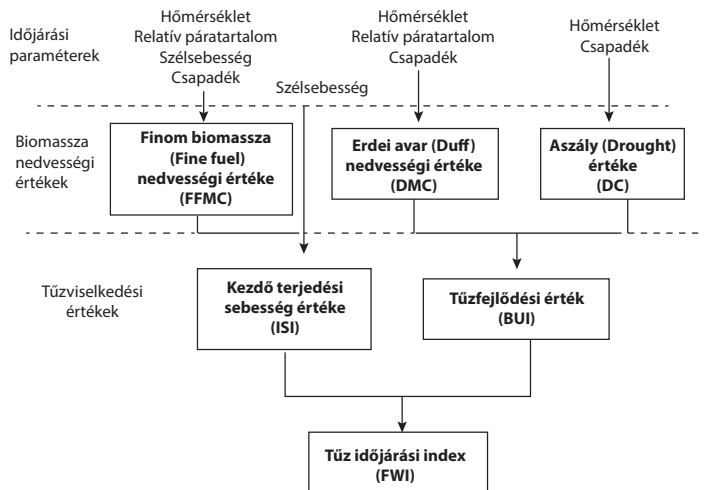 Időjárási
paraméterek
Hőmérséklet
Relatív páratartalom
Szélsebesség
Csapadék
Szélsebesség
Hőmérséklet
Relatív páratartalom
Csapadék
Hőmérséklet
Csapadék
Biomassza
nedvességi
értékek
Finom biomassza
(Fine fuel)
nedvességi értéke
(FFMC)
Erdei avar (Duff)
nedvességi értéke
(DMC)
Aszály (Drought)
értéke
(DC)
Tűzviselkedési
értékek
Kezdő terjedési
sebesség értéke
(ISI)
Tűzfejlődési érték
(BUI)
Tűz időjárási index
(FWI)